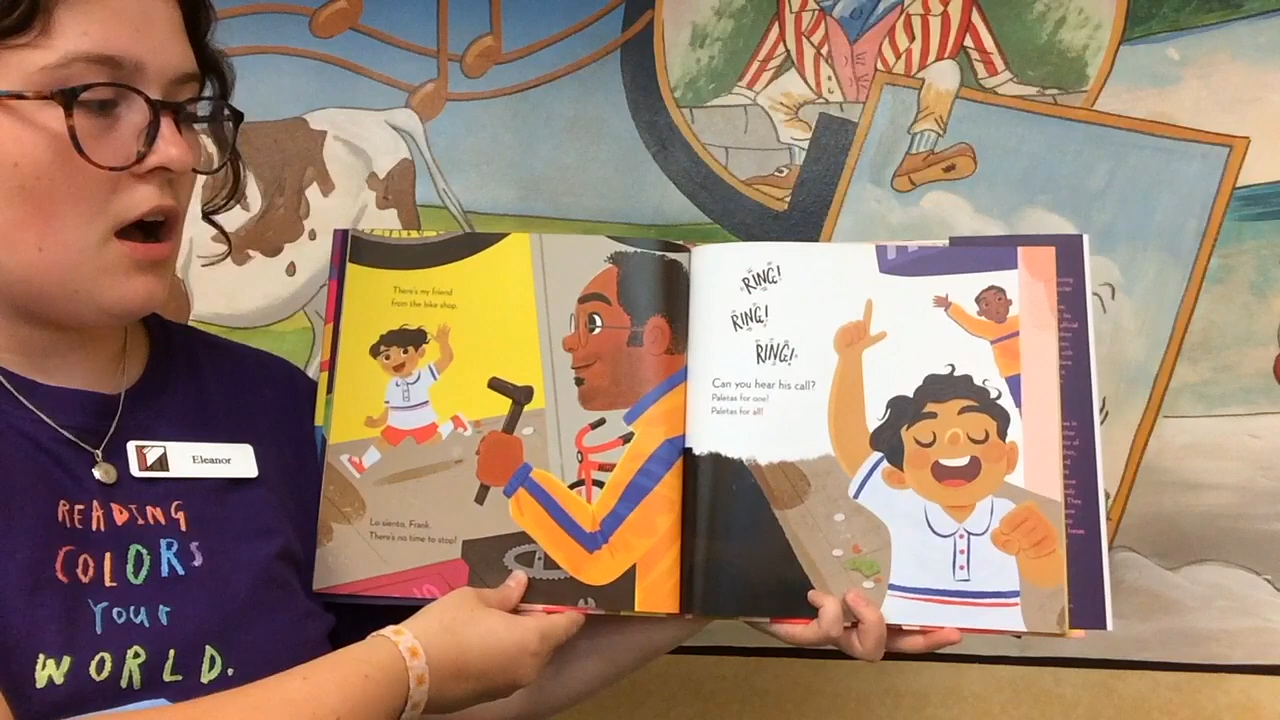 There's my friend
from the bike shop.
Lo siento, Frank.
There's no time to stop!
RING!
RING!
RING!
Can you hear his call?
Paletas for one!
Paletas for all!
Eleanor
READING
COLORS
Your
WORLD.